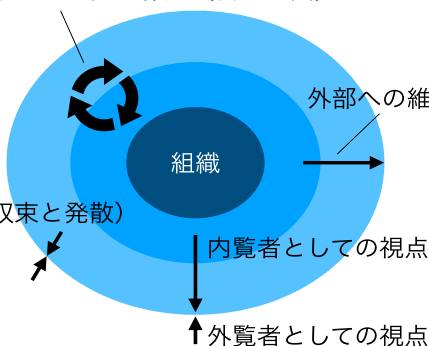 外部への維
組織
収束と発散）
内覧者としての視点
外覧者としての視点